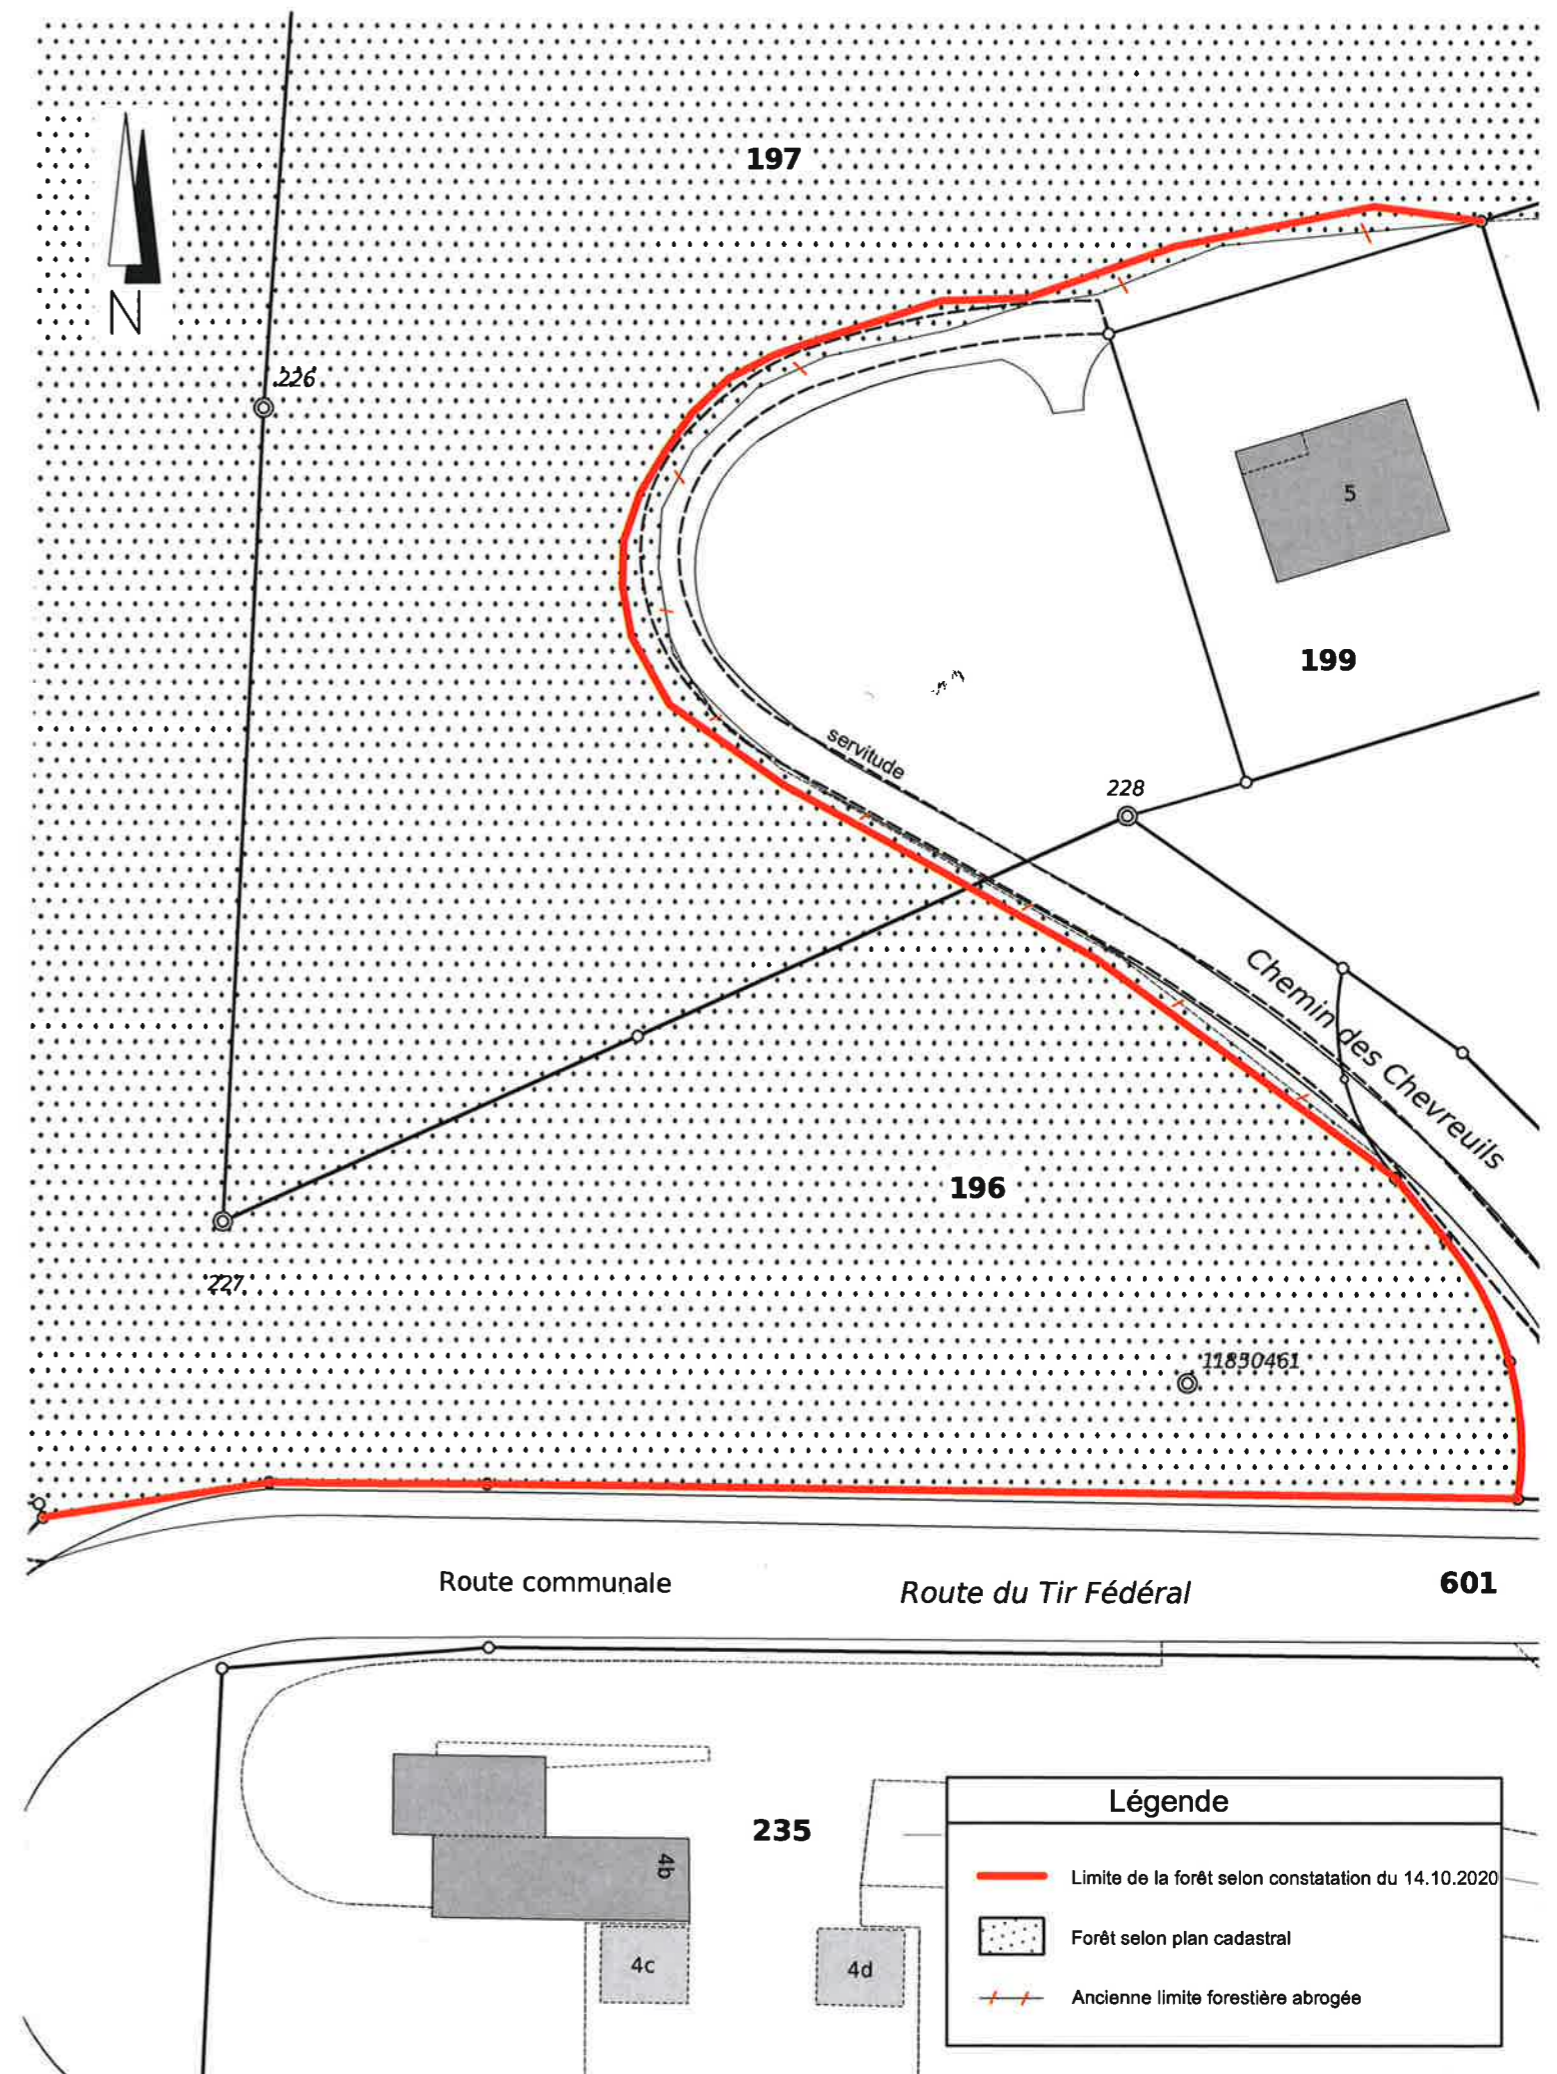 197
N
226
5
199
servitude
228
Chemin des Chevreuils
196
227
11850461
Route communale
Route du Tir Fédéral
601
235
4b
4c
4d
Légende
Limite de la forêt selon constatation du 14.10.2020
Forêt selon plan cadastral
Ancienne limite forestière abrogée